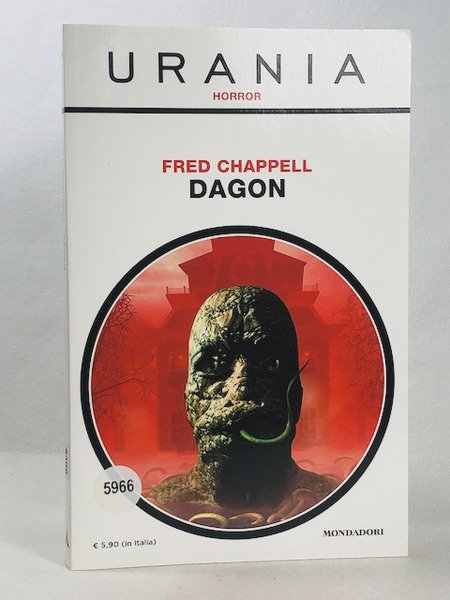 URANIA
HORROR
FRED CHAPPELL
DAGON
5966
€ 5,90 (in Italia)
MONDADORI